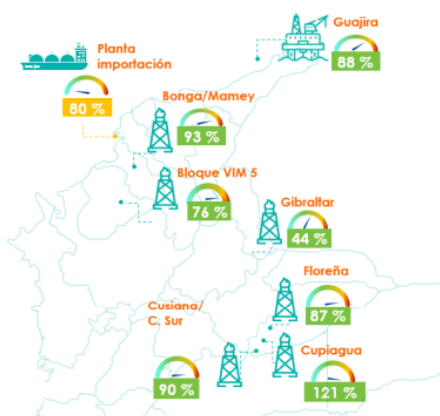 Guajira
88 %
Planta
importación
80 %
Bonga/Mamey
93 %
Bloque VIM 5
76 %
Gibraltar
44 %
Floreña
87 %
Cusiana/
C. Sur
90 %
Cupiagua
121 %